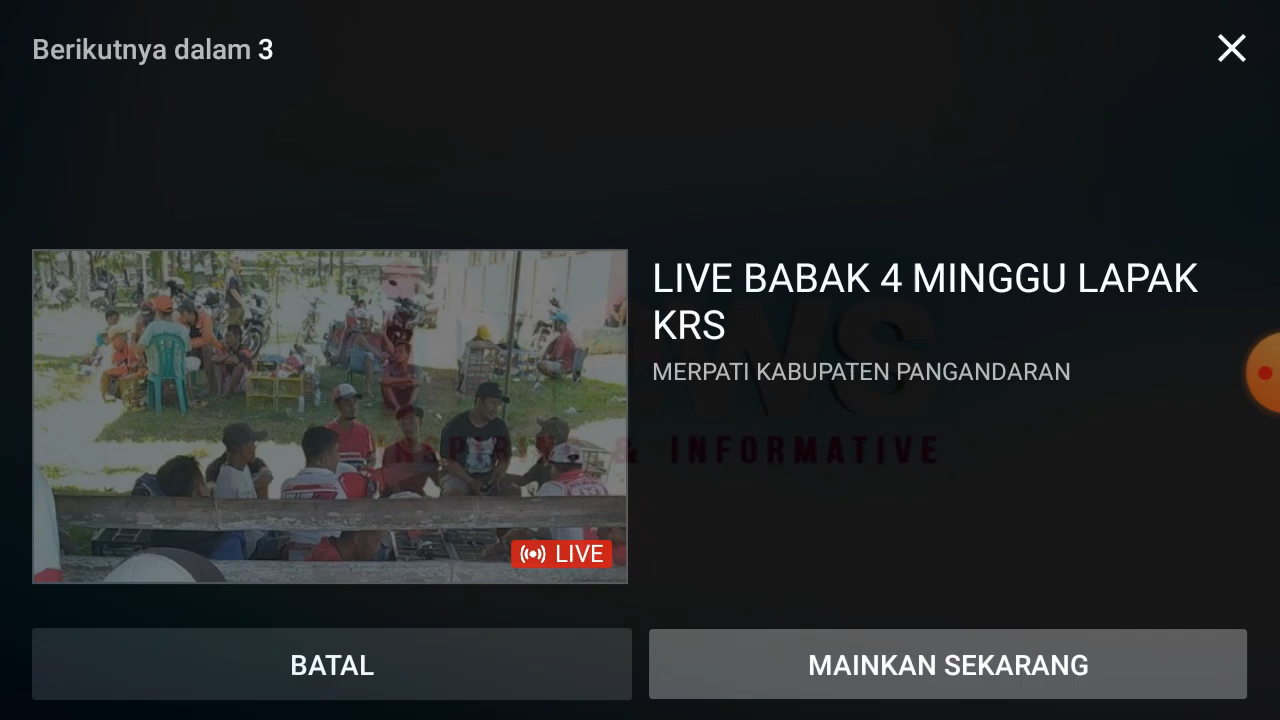 Berikutnya dalam 3
LIVE BABAK 4 MINGGU LAPAK
KRS
MERPATI KABUPATEN PANGANDARAN
& INFORMATIVE
LIVE
BATAL
MAINKAN SEKARANG